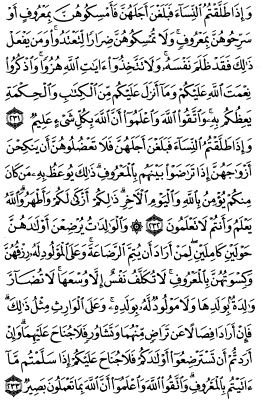 وَإِذَا طَلَّقْتُمُ النِّسَاءَ فَبَلَغْنَ أَجَلَهُنَّ فَأَمْسِكُوهُنَّ بِمَعْرُوفٍ أَوْ
سَرِّحُوهُنَّ بِمَعْرُوفٍ وَلَا تُمْسِكُوهُنَّ ضِرَارًا لِّتَعْتَدُوا وَمَن يَفْعَلْ
ذَٰلِكَ فَقَدْ ظَلَمَ نَفْسَهُ وَلَا تَتَّخِذُوا آيَاتِ اللَّهِ هُزُوًا وَاذْكُرُوا
نِعْمَتَ اللَّهِ عَلَيْكُمْ وَمَا أَنزَلَ عَلَيْكُم مِّنَ الْكِتَابِ وَالْحِكْمَةِ
يَعِظُكُم بِهِ وَاتَّقُوا اللَّهَ وَاعْلَمُوا أَنَّ اللَّهَ بِكُلِّ شَيْءٍ عَلِيمٌ ٢٣١
وَإِذَا طَلَّقْتُمُ النِّسَاءَ فَبَلَغْنَ أَجَلَهُنَّ فَلَا تَعْضُلُوهُنَّ أَن يَنكِحْنَ
أَزْوَاجَهُنَّ إِذَا تَرَاضَوْا بَيْنَهُم بِالْمَعْرُوفِ ذَٰلِكَ يُوعَظُ بِهِ مَن كَانَ
مِنكُمْ يُؤْمِنُ بِاللَّهِ وَالْيَوْمِ الْآخِرِ ذَٰلِكُمْ أَزْكَىٰ لَكُمْ وَأَطْهَرُ وَاللَّهُ
يَعْلَمُ وَأَنتُمْ لَا تَعْلَمُونَ ٢٣٢ ۞ وَالْوَالِدَاتُ يُرْضِعْنَ أَوْلَادَهُنَّ
حَوْلَيْنِ كَامِلَيْنِ لِمَنْ أَرَادَ أَن يُتِمَّ الرَّضَاعَةَ وَعَلَى الْمَوْلُودِ لَهُ رِزْقُهُنَّ
وَكِسْوَتُهُنَّ بِالْمَعْرُوفِ لَا تُكَلَّفُ نَفْسٌ إِلَّا وُسْعَهَا لَا تُضَارَّ
وَالِدَةٌ بِوَلَدِهَا وَلَا مَوْلُودٌ لَّهُ بِوَلَدِهِ وَعَلَى الْوَارِثِ مِثْلُ ذَٰلِكَ
فَإِنْ أَرَادَا فِصَالًا عَن تَرَاضٍ مِّنْهُمَا وَتَشَاوُرٍ فَلَا جُنَاحَ عَلَيْهِمَا وَإِنْ
أَرَدتُّمْ أَن تَسْتَرْضِعُوا أَوْلَادَكُمْ فَلَا جُنَاحَ عَلَيْكُمْ إِذَا سَلَّمْتُم مَّا
آتَيْتُم بِالْمَعْرُوفِ وَاتَّقُوا اللَّهَ وَاعْلَمُوا أَنَّ اللَّهَ بِمَا تَعْمَلُونَ بَصِيرٌ ٢٣٣